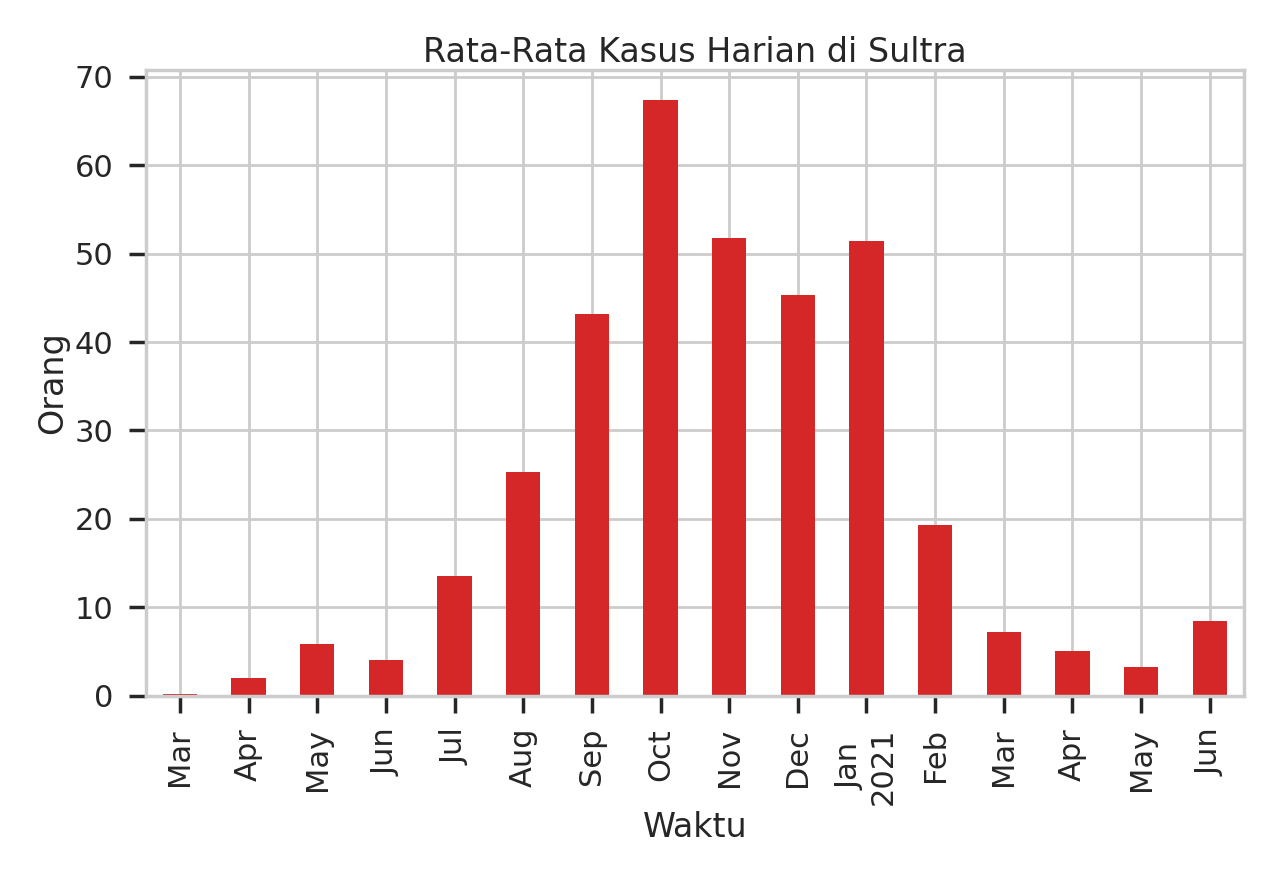 Rata-Rata Kasus Harian di Sultra
70
60
50
40
30
20
10
0
Orang
Mar
Apr
May
Jun
Jul
Aug
Sep
Oct
Nov
Dec
Jan
2021
Feb
Mar
Apr
May
Jun
Waktu